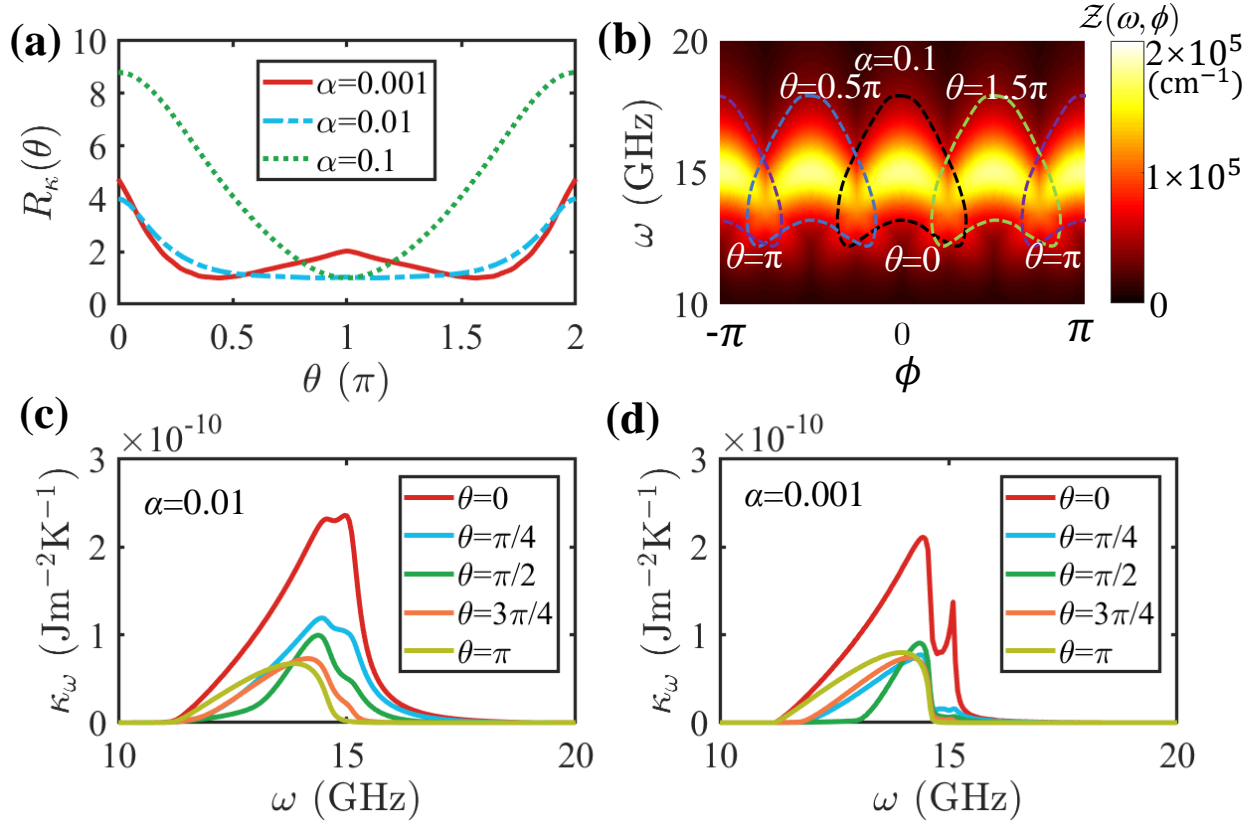 (a)
10
8
6
4
2
0
R_κ(θ)
α=0.001
α=0.01
α=0.1
0 0.5 1 1.5 2
θ (π)
(b)
20
15
10
ω (GHz)
α=0.1
θ=0.5π θ=1.5π
θ=π θ=0 θ=π
-π 0 π
ϕ
𝒵(ω,ϕ)
2×10⁵
(cm⁻¹)
1×10⁵
0
(c)
×10⁻¹⁰
3
2
1
0
κ_ω (Jm⁻²K⁻¹)
α=0.01
θ=0
θ=π/4
θ=π/2
θ=3π/4
θ=π
10 15 20
ω (GHz)
(d)
×10⁻¹⁰
3
2
1
0
κ_ω (Jm⁻²K⁻¹)
α=0.001
θ=0
θ=π/4
θ=π/2
θ=3π/4
θ=π
10 15 20
ω (GHz)